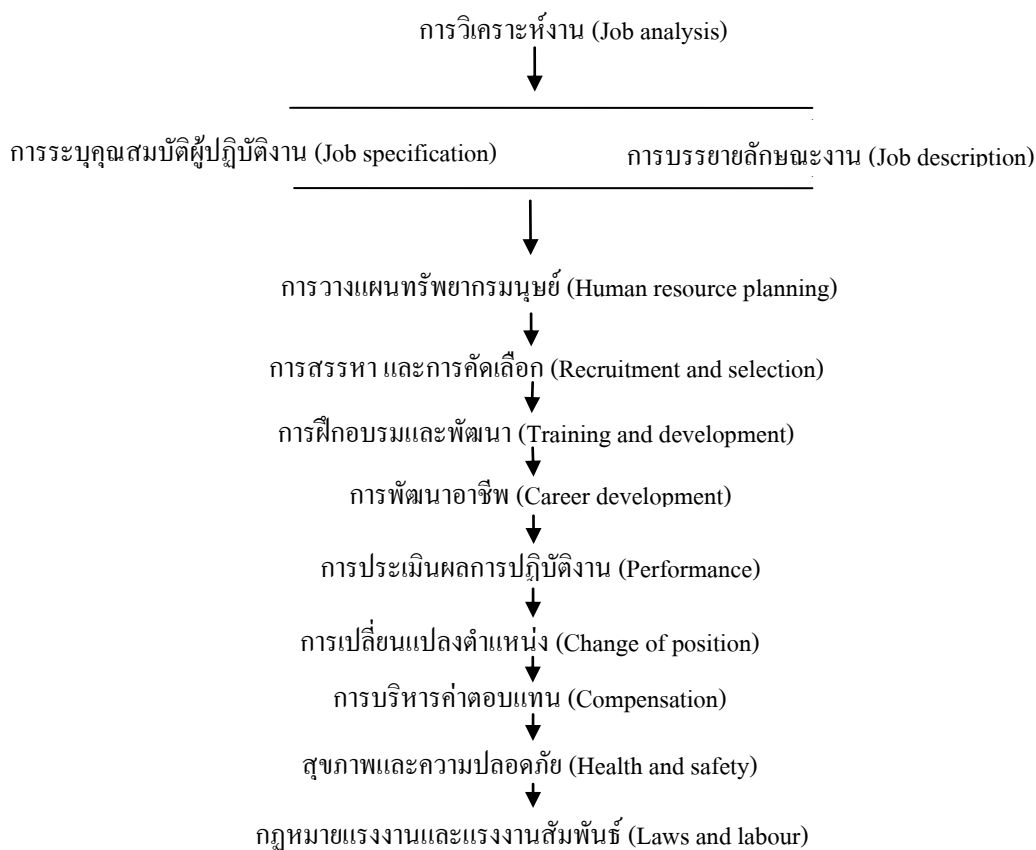 การวิเคราะห์งาน (Job analysis)
การระบุคุณสมบัติผู้ปฏิบัติงาน (Job specification)
การบรรยายลักษณะงาน (Job description)
การวางแผนทรัพยากรมนุษย์ (Human resource planning)
การสรรหา และการคัดเลือก (Recruitment and selection)
การฝึกอบรมและพัฒนา (Training and development)
การพัฒนาอาชีพ (Career development)
การประเมินผลการปฏิบัติงาน (Performance)
การเปลี่ยนแปลงตำแหน่ง (Change of position)
การบริหารค่าตอบแทน (Compensation)
สุขภาพและความปลอดภัย (Health and safety)
กฎหมายแรงงานและแรงงานสัมพันธ์ (Laws and labour)